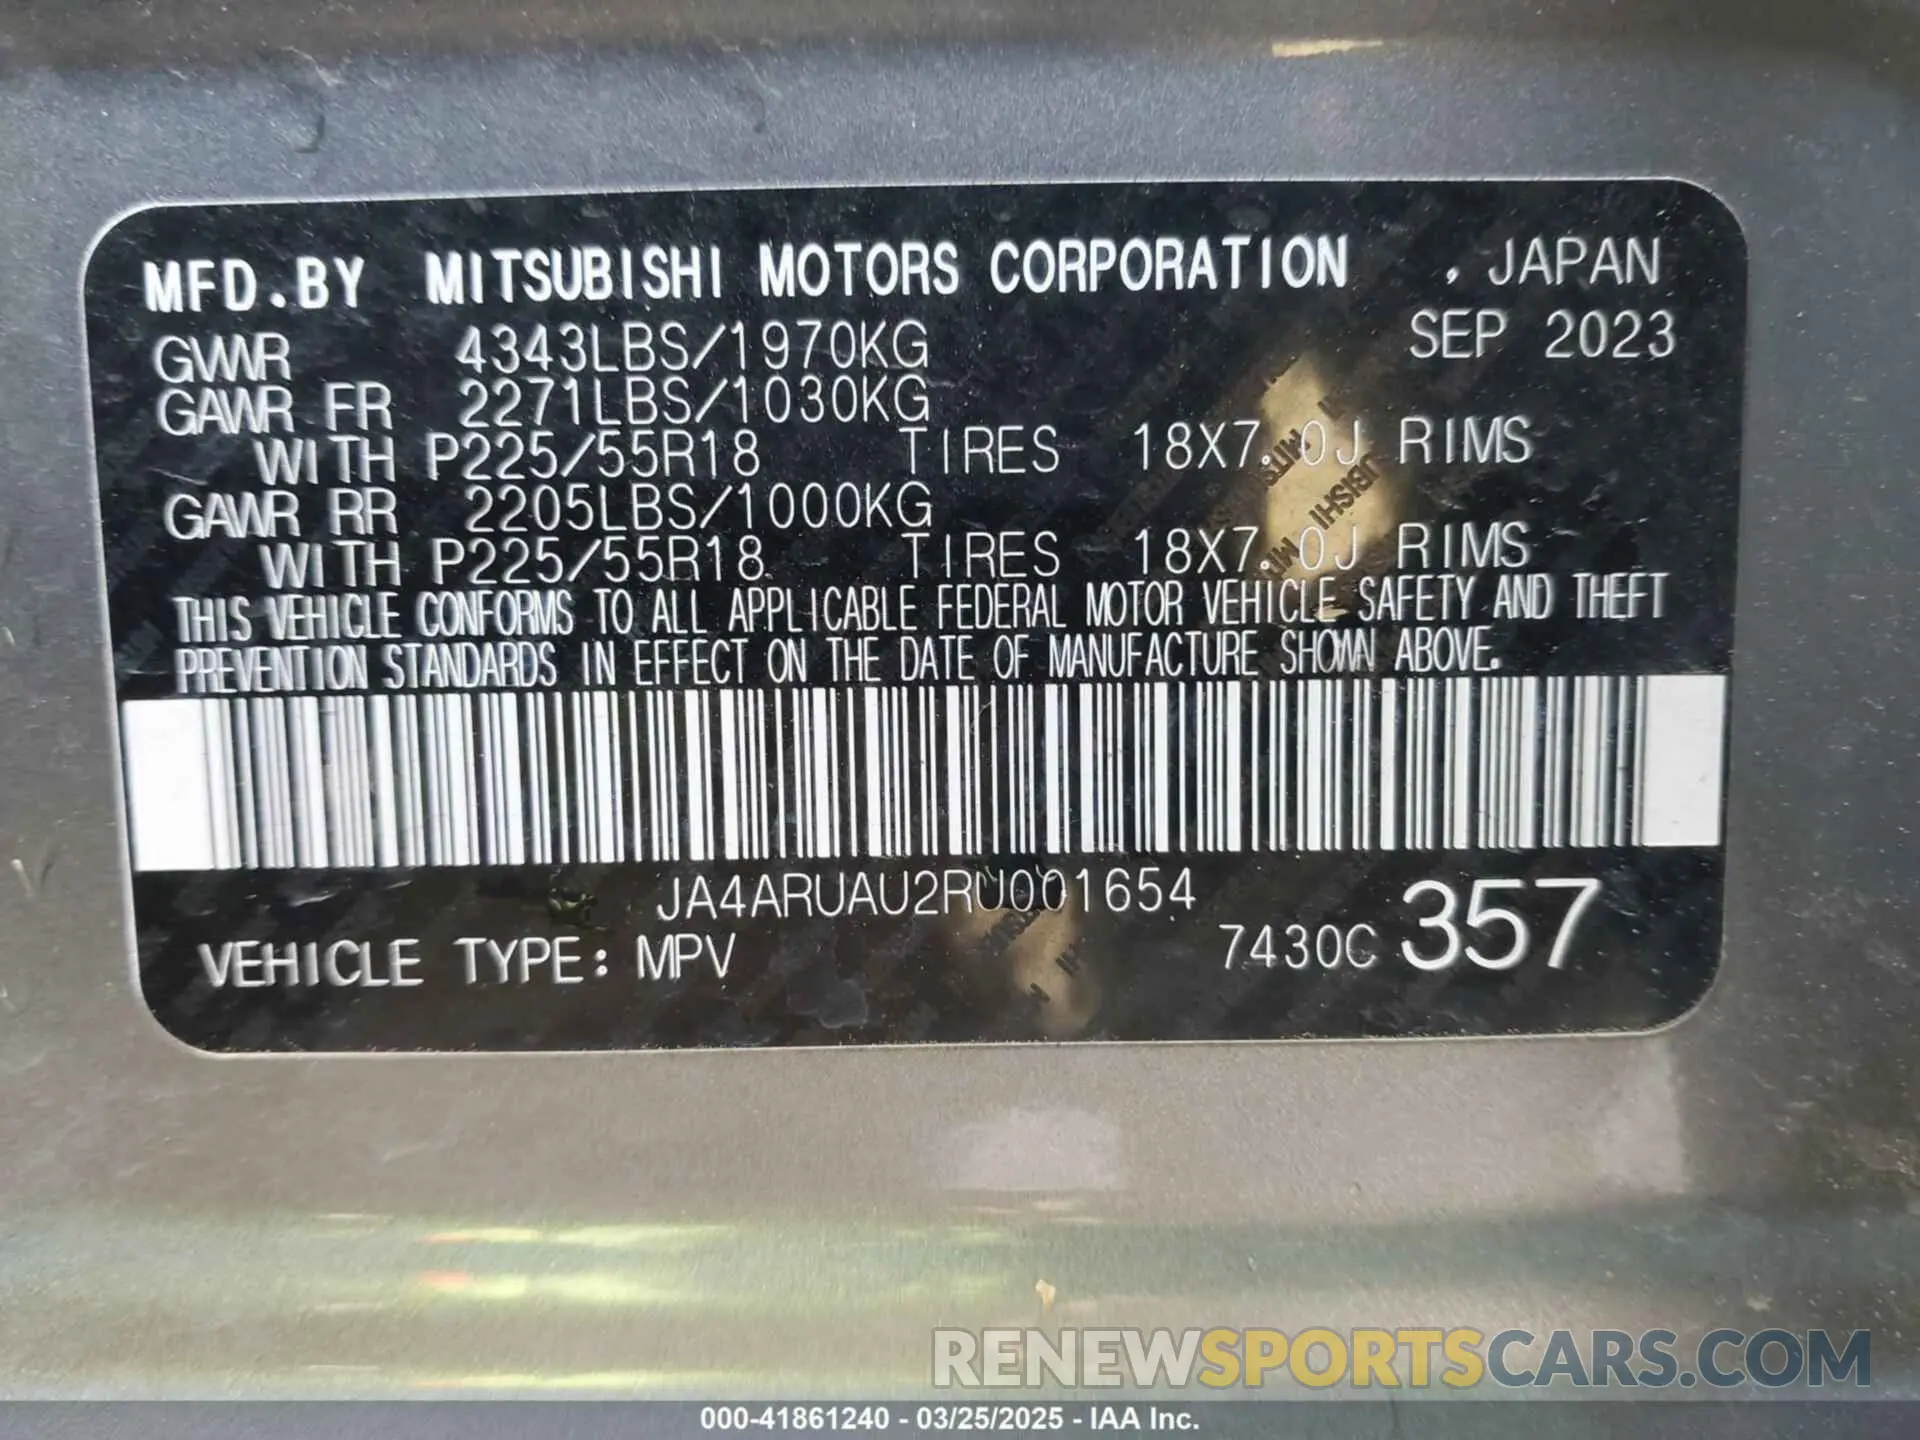 MFD.BY MITSUBISHI MOTORS CORPORATION , JAPAN
GVWR 4343LBS/1970KG SEP 2023
GAWR FR 2271LBS/1030KG
WITH P225/55R18 TIRES 18X7.0J RIMS
GAWR RR 2205LBS/1000KG
WITH P225/55R18 TIRES 18X7.0J RIMS
THIS VEHICLE CONFORMS TO ALL APPLICABLE FEDERAL MOTOR VEHICLE SAFETY AND THEFT
PREVENTION STANDARDS IN EFFECT ON THE DATE OF MANUFACTURE SHOWN ABOVE.
JA4ARUAU2RU001654
VEHICLE TYPE: MPV 7430C 357
RENEWSPORTSCARS.COM
000-41861240 - 03/25/2025 - IAA Inc.